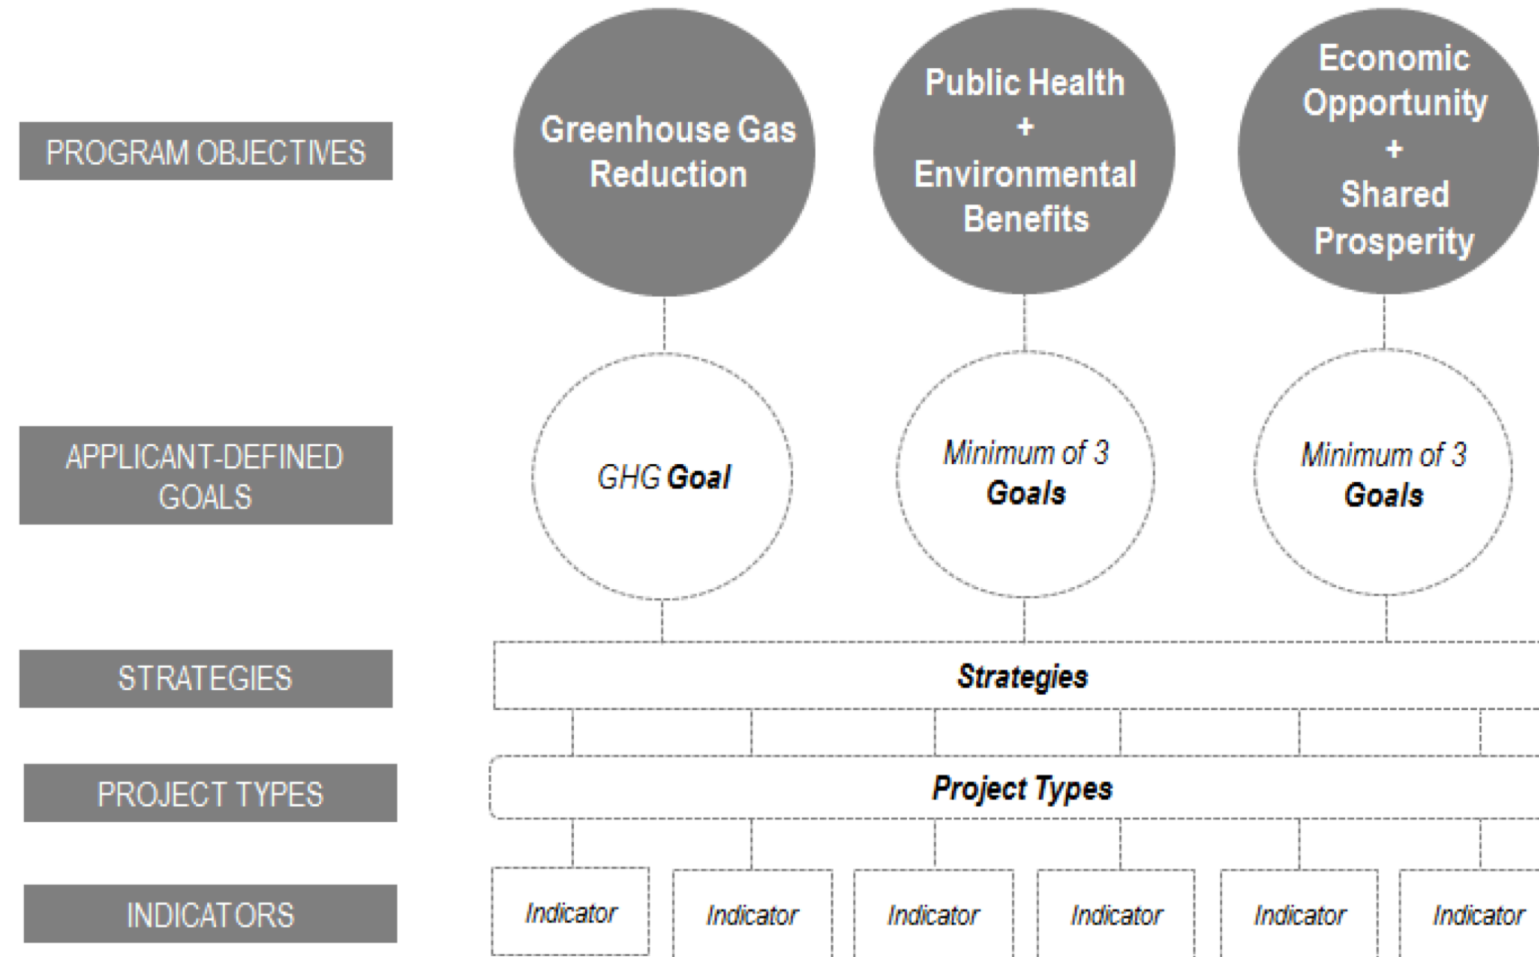 PROGRAM OBJECTIVES
Greenhouse Gas
Reduction
Public Health
+
Environmental
Benefits
Economic
Opportunity
+
Shared
Prosperity
APPLICANT-DEFINED
GOALS
GHG Goal
Minimum of 3
Goals
Minimum of 3
Goals
STRATEGIES
Strategies
PROJECT TYPES
Project Types
INDICATORS
Indicator
Indicator
Indicator
Indicator
Indicator
Indicator